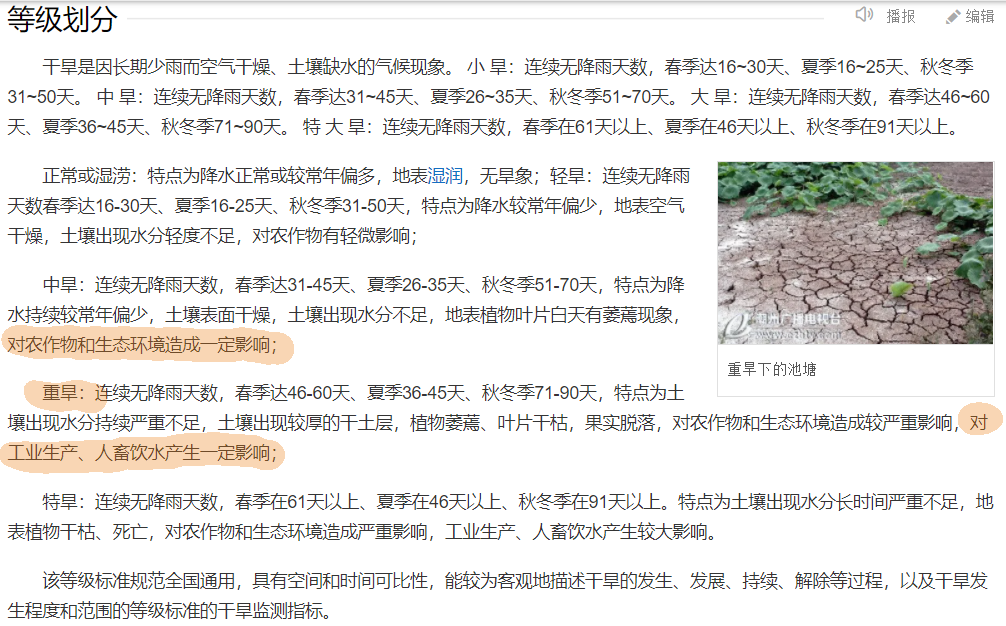 等级划分
播报
编辑
干旱是因长期少雨而空气干燥、土壤缺水的气候现象。 小 旱：连续无降雨天数，春季达16~30天、夏季16~25天、秋冬季
31~50天。 中 旱：连续无降雨天数，春季达31~45天、夏季26~35天、秋冬季51~70天。 大 旱：连续无降雨天数，春季达46~60
天、夏季36~45天、秋冬季71~90天。 特 大 旱：连续无降雨天数，春季在61天以上、夏季在46天以上、秋冬季在91天以上。
正常或湿涝：特点为降水正常或较常年偏多，地表湿润，无旱象；轻旱：连续无降雨
天数春季达16-30天、夏季16-25天、秋冬季31-50天，特点为降水较常年偏少，地表空气
干燥，土壤出现水分轻度不足，对农作物有轻微影响；
中旱：连续无降雨天数，春季达31-45天、夏季26-35天、秋冬季51-70天，特点为降
水持续较常年偏少，土壤表面干燥，土壤出现水分不足，地表植物叶片白天有萎蔫现象，
对农作物和生态环境造成一定影响；
广播电视台
重旱下的池塘
重旱：连续无降雨天数，春季达46-60天、夏季36-45天、秋冬季71-90天，特点为土
壤出现水分持续严重不足，土壤出现较厚的干土层，植物萎蔫、叶片干枯，果实脱落，对农作物和生态环境造成较严重影响，对
工业生产、人畜饮水产生一定影响；
特旱：连续无降雨天数，春季在61天以上、夏季在46天以上、秋冬季在91天以上。特点为土壤出现水分长时间严重不足，地
表植物干枯、死亡，对农作物和生态环境造成严重影响，工业生产、人畜饮水产生较大影响。
该等级标准规范全国通用，具有空间和时间可比性，能较为客观地描述干旱的发生、发展、持续、解除等过程，以及干旱发
生程度和范围的等级标准的干旱监测指标。